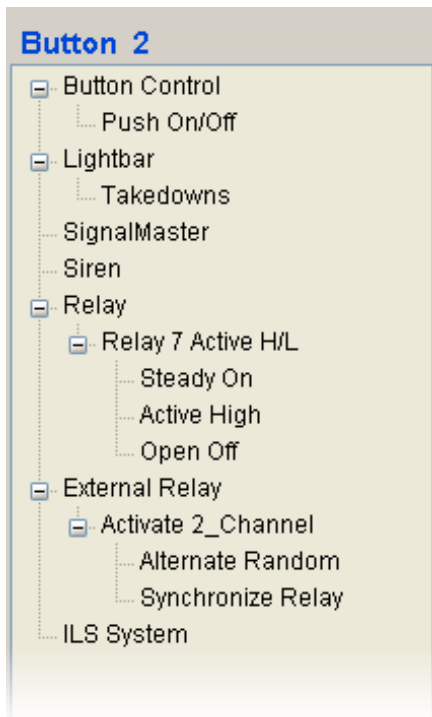 Button 2
Button Control
Push On/Off
Lightbar
Takedowns
SignalMaster
Siren
Relay
Relay 7 Active H/L
Steady On
Active High
Open Off
External Relay
Activate 2_Channel
Alternate Random
Synchronize Relay
ILS System